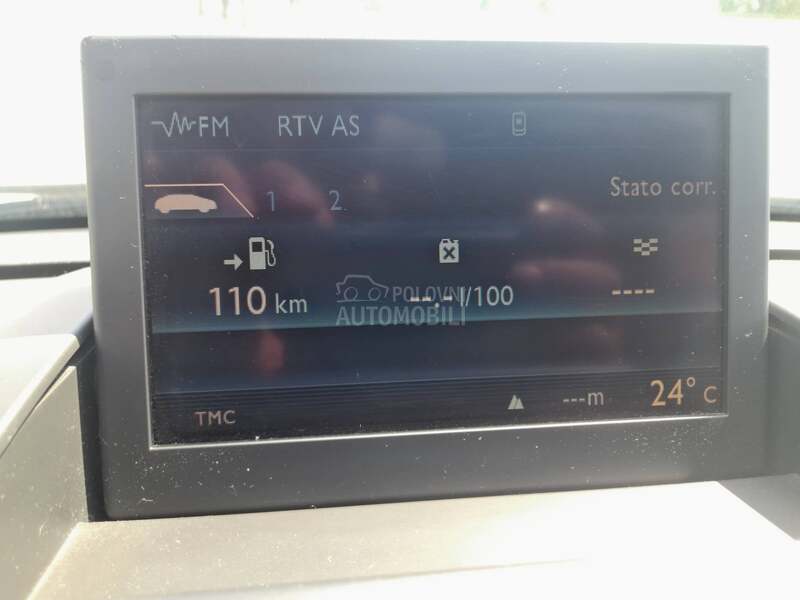 FM RTV AS
1 2 Stato corr.
110 km --.- l/100 ----
POLOVNI
AUTOMOBILI
TMC ---m 24° C